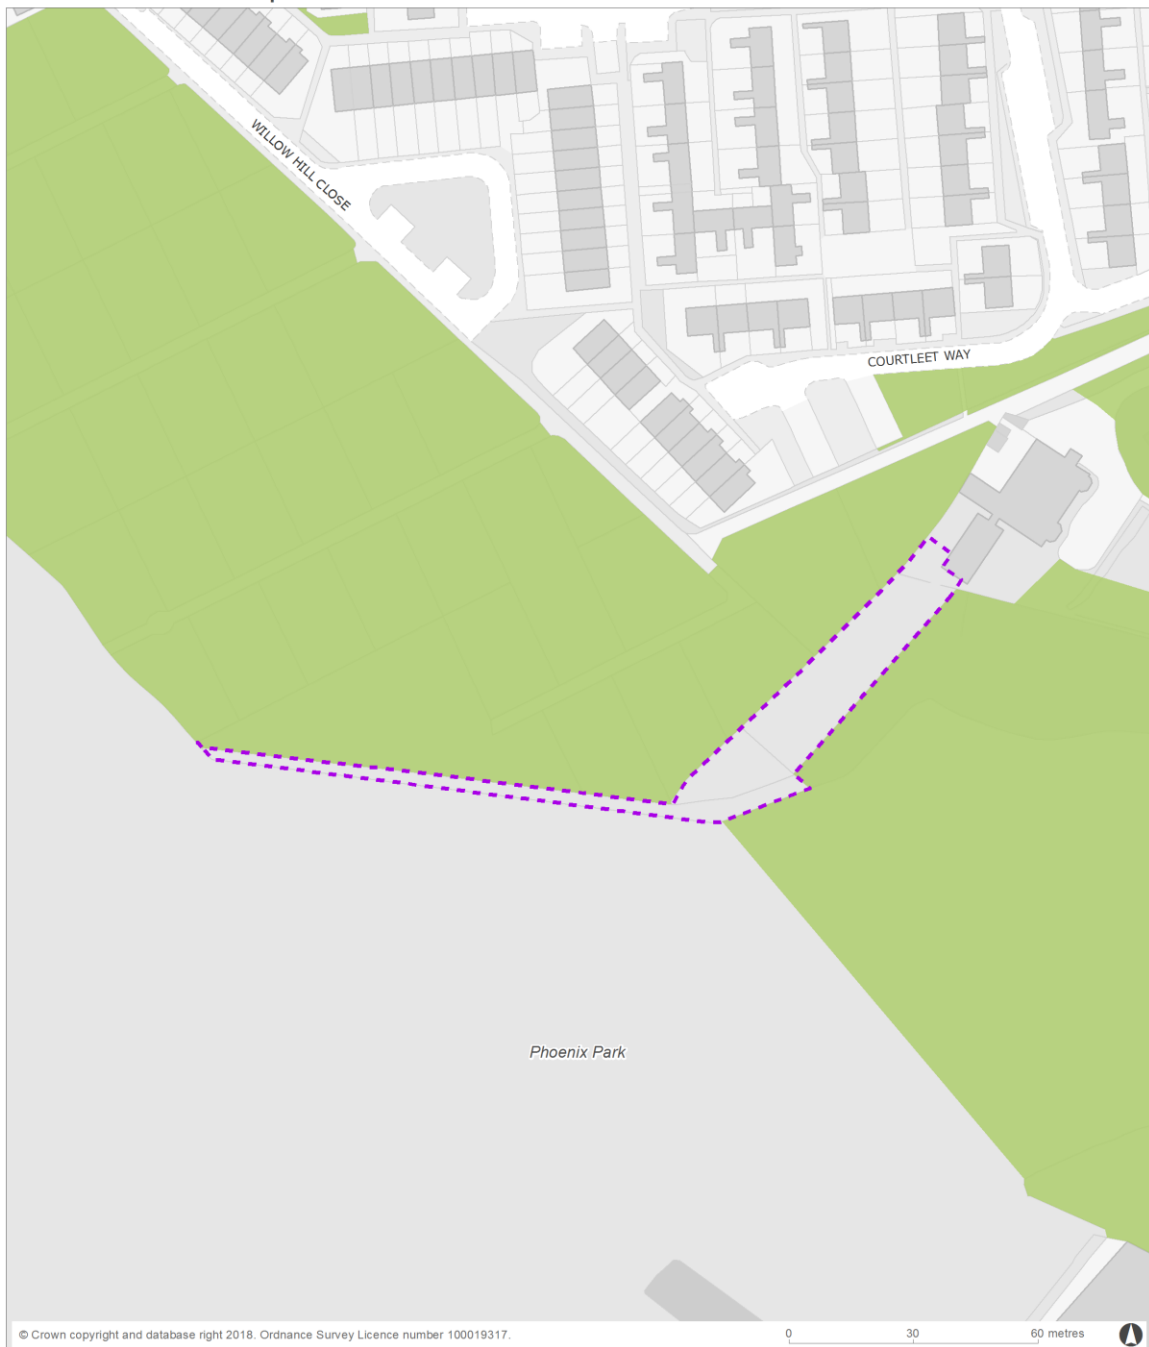 WILLOW HILL CLOSE
COURTLEET WAY
Phoenix Park
© Crown copyright and database right 2018. Ordnance Survey Licence number 100019317.
0 30 60 metres